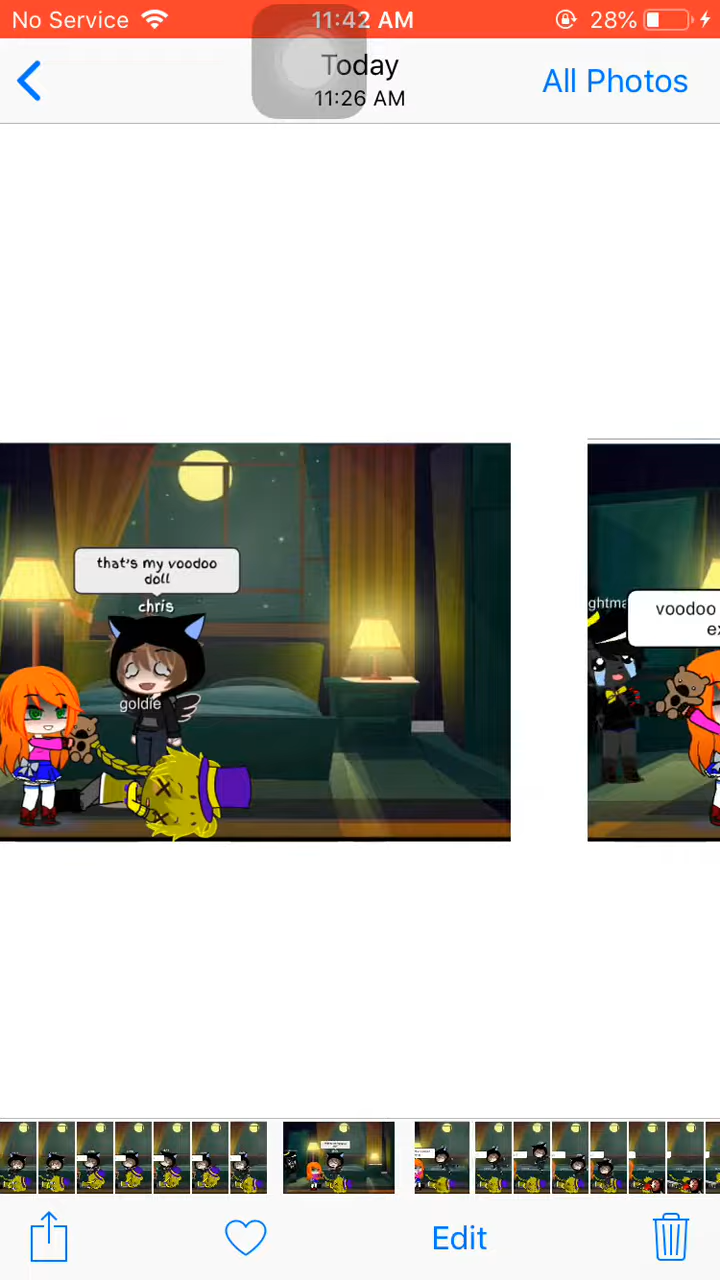 No Service 11:42 AM 28%
Today
11:26 AM
All Photos
that's my voodoo
doll
chris
goldie
voodoo
Edit